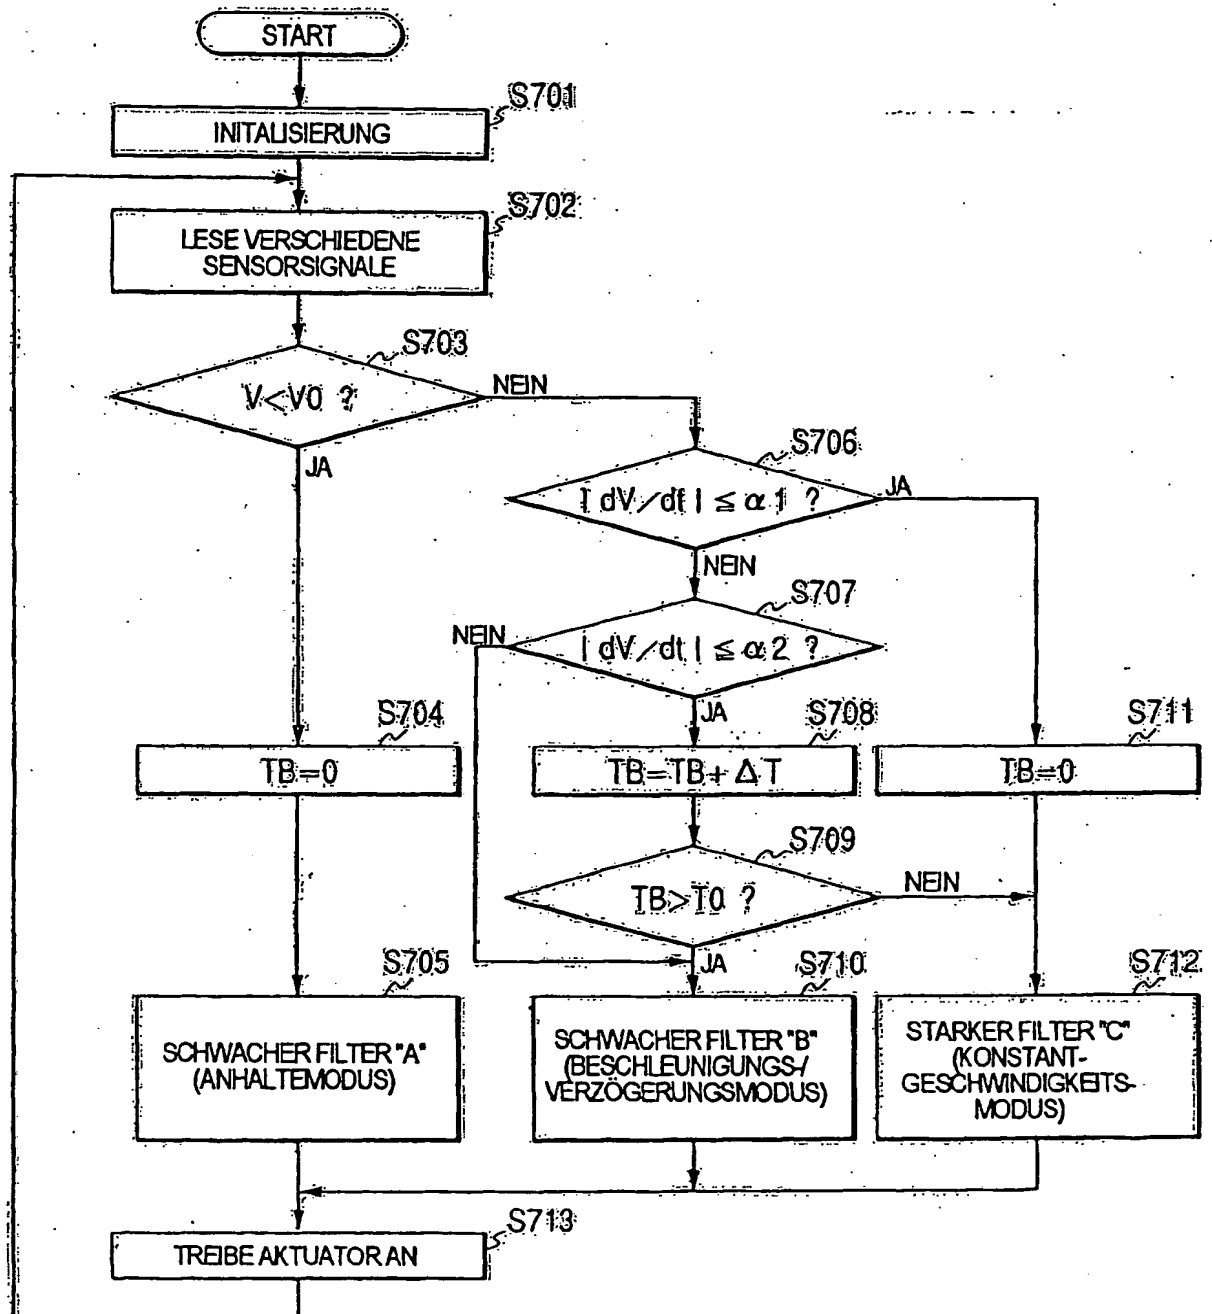 START
S701
INITALISIERUNG
S702
LESE VERSCHIEDENE
SENSORSIGNALE
S703
V<V0 ?
NEIN
JA
S706
| dV/dt | ≦ α1 ?
JA
NEIN
S707
| dV/dt | ≦ α2 ?
NEIN
JA
S704
TB=0
S708
TB=TB+ΔT
S711
TB=0
S709
TB>T0 ?
NEIN
JA
S705
SCHWACHER FILTER "A"
(ANHALTEMODUS)
S710
SCHWACHER FILTER "B"
(BESCHLEUNIGUNGS-/
VERZÖGERUNGSMODUS)
S712
STARKER FILTER "C"
(KONSTANT-
GESCHWINDIGKEITS-
MODUS)
S713
TREIBE AKTUATOR AN